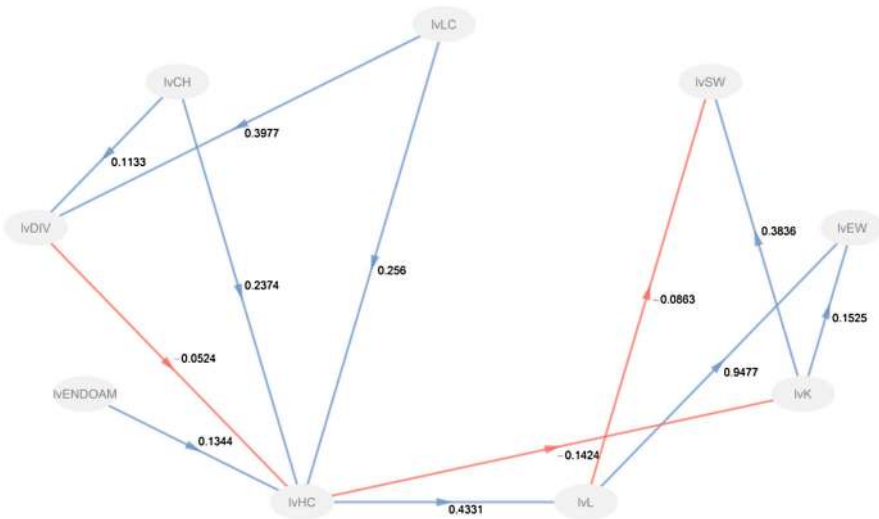 lvLC
lvCH
lvSW
0.3977
0.1133
lvDIV
lvEW
0.3836
0.256
0.2374
−0.0863
0.1525
−0.0524
0.9477
lvENDOAM
lvK
0.1344
−0.1424
lvHC
0.4331
lvL